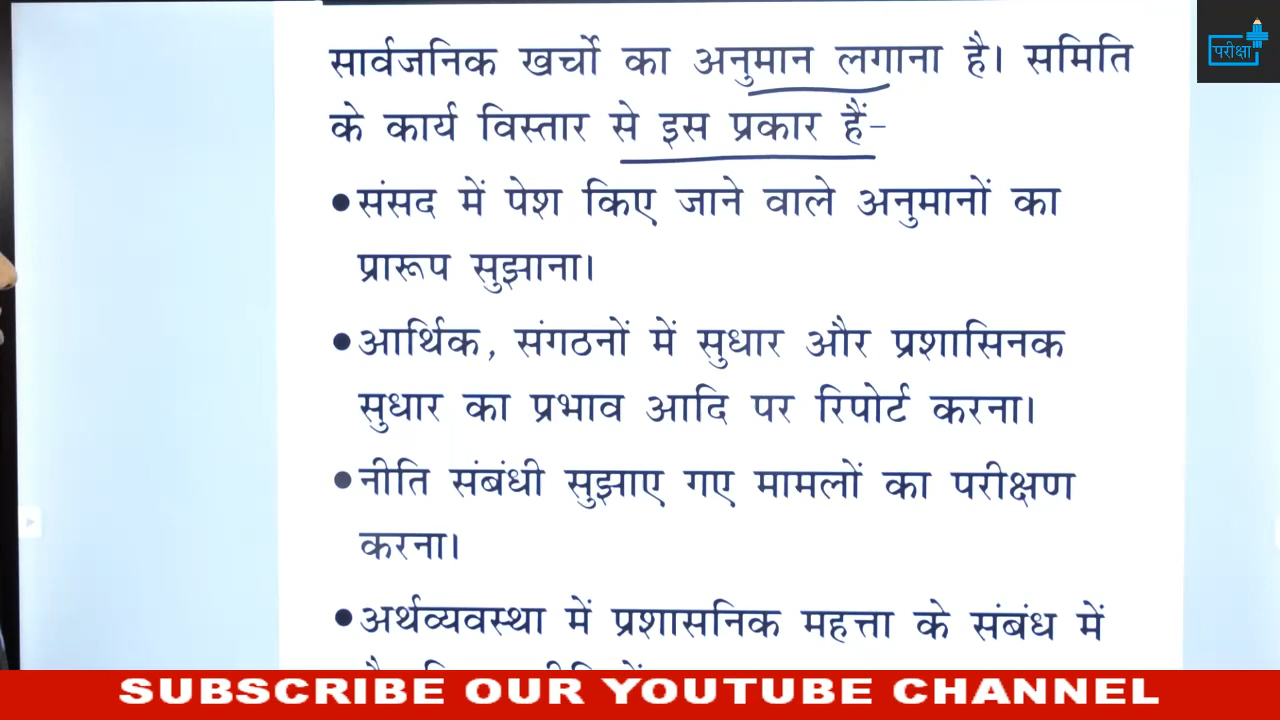 परीक्षा
सार्वजनिक खर्चो का अनुमान लगाना है। समिति
के कार्य विस्तार से इस प्रकार हैं-
•संसद में पेश किए जाने वाले अनुमानों का
प्रारूप सुझाना।
•आर्थिक, संगठनों में सुधार और प्रशासिनक
सुधार का प्रभाव आदि पर रिपोर्ट करना।
•नीति संबंधी सुझाए गए मामलों का परीक्षण
करना।
•अर्थव्यवस्था में प्रशासनिक महत्ता के संबंध में
SUBSCRIBE OUR YOUTUBE CHANNEL